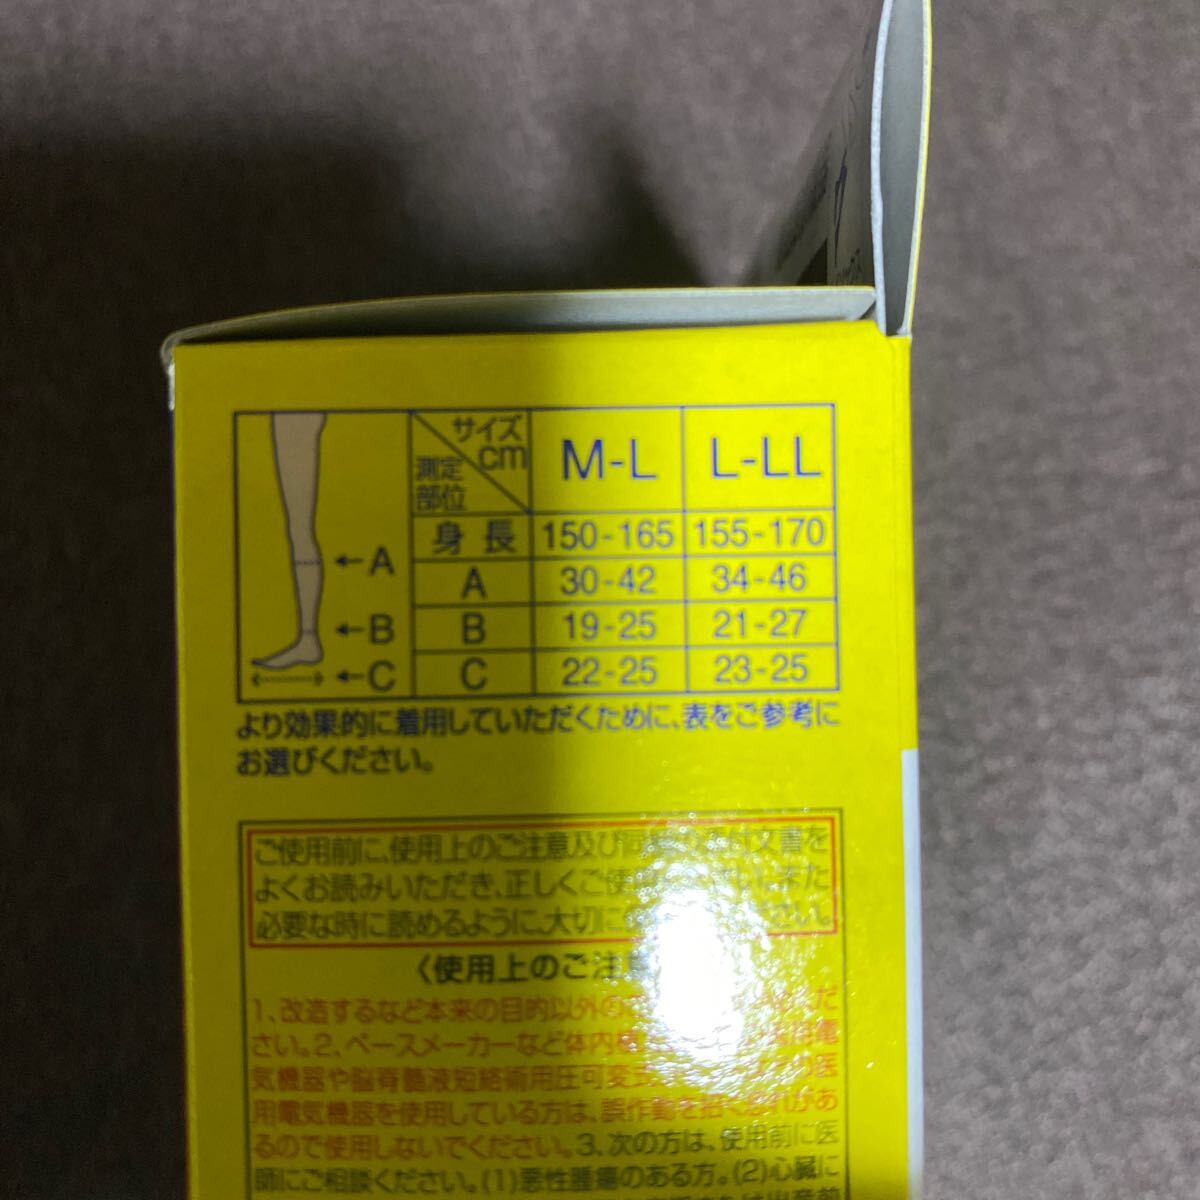 サイズ
cm
測定
部位
M-L
L-LL
身長 150-165 155-170
A 30-42 34-46
B 19-25 21-27
C 22-25 23-25
←A
←B
←C
より効果的に着用していただくために、表をご参考に
お選びください。
ご使用前に、使用上のご注意及び 文書を
よくお読みいただき、正しくご使
必要な時に読めるように、大切に ださい。
〈使用上のご注意
1、改造するなど本来の目的以外の
さい。2、ペースメーカーなど体内
気機器や脳脊髄液短絡術用圧可変式 の医
用電気機器を使用している方は、誤作動を招く恐れがあ
るので使用しないでください。3、次の方は、使用前に医
師にご相談ください。(1)悪性腫瘍のある方。(2)心臓に